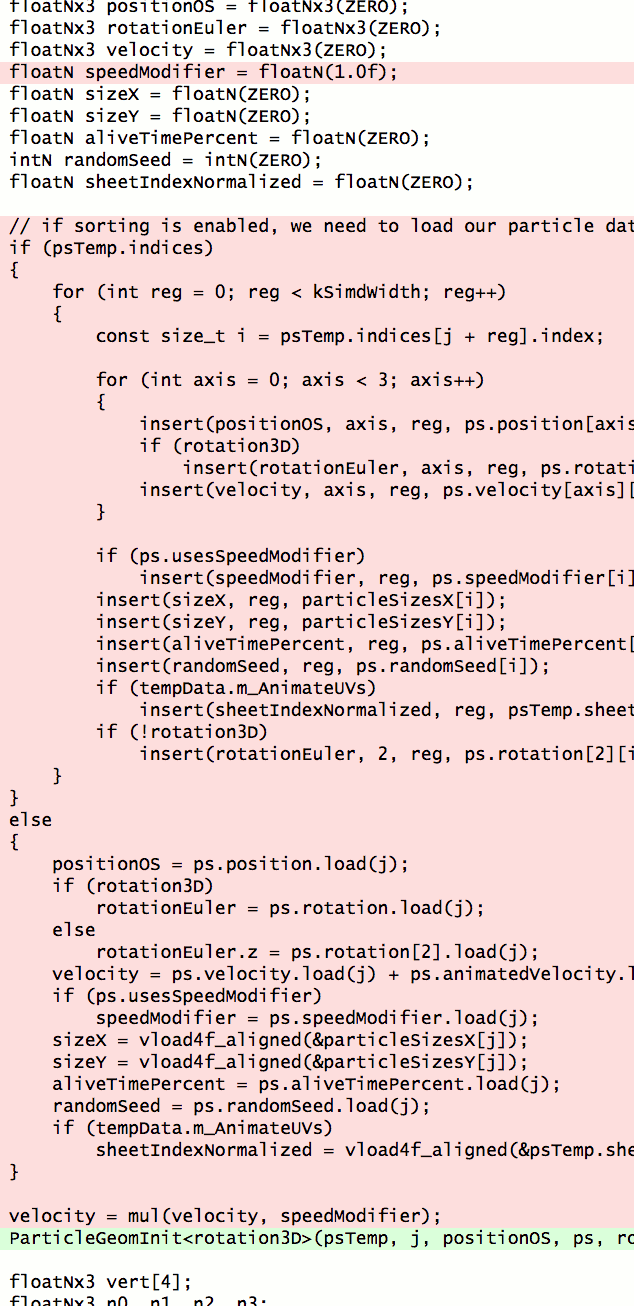 floatNx3 positionOS = floatNx3(ZERO);
floatNx3 rotationEuler = floatNx3(ZERO);
floatNx3 velocity = floatNx3(ZERO);
floatN speedModifier = floatN(1.0f);
floatN sizeX = floatN(ZERO);
floatN sizeY = floatN(ZERO);
floatN aliveTimePercent = floatN(ZERO);
intN randomSeed = intN(ZERO);
floatN sheetIndexNormalized = floatN(ZERO);
// if sorting is enabled, we need to load our particle dat
if (psTemp.indices)
{
for (int reg = 0; reg < kSimdWidth; reg++)
{
const size_t i = psTemp.indices[j + reg].index;
for (int axis = 0; axis < 3; axis++)
{
insert(positionOS, axis, reg, ps.position[axis
if (rotation3D)
insert(rotationEuler, axis, reg, ps.rotati
insert(velocity, axis, reg, ps.velocity[axis][
}
if (ps.usesSpeedModifier)
insert(speedModifier, reg, ps.speedModifier[i]
insert(sizeX, reg, particleSizesX[i]);
insert(sizeY, reg, particleSizesY[i]);
insert(aliveTimePercent, reg, ps.aliveTimePercent[
insert(randomSeed, reg, ps.randomSeed[i]);
if (tempData.m_AnimateUVs)
insert(sheetIndexNormalized, reg, psTemp.sheet
if (!rotation3D)
insert(rotationEuler, 2, reg, ps.rotation[2][i
}
}
else
{
positionOS = ps.position.load(j);
if (rotation3D)
rotationEuler = ps.rotation.load(j);
else
rotationEuler.z = ps.rotation[2].load(j);
velocity = ps.velocity.load(j) + ps.animatedVelocity.l
if (ps.usesSpeedModifier)
speedModifier = ps.speedModifier.load(j);
sizeX = vload4f_aligned(&particleSizesX[j]);
sizeY = vload4f_aligned(&particleSizesY[j]);
aliveTimePercent = ps.aliveTimePercent.load(j);
randomSeed = ps.randomSeed.load(j);
if (tempData.m_AnimateUVs)
sheetIndexNormalized = vload4f_aligned(&psTemp.she
}
velocity = mul(velocity, speedModifier);
ParticleGeomInit<rotation3D>(psTemp, j, positionOS, ps, ro
floatNx3 vert[4];
floatNx3 n0, n1, n2, n3;